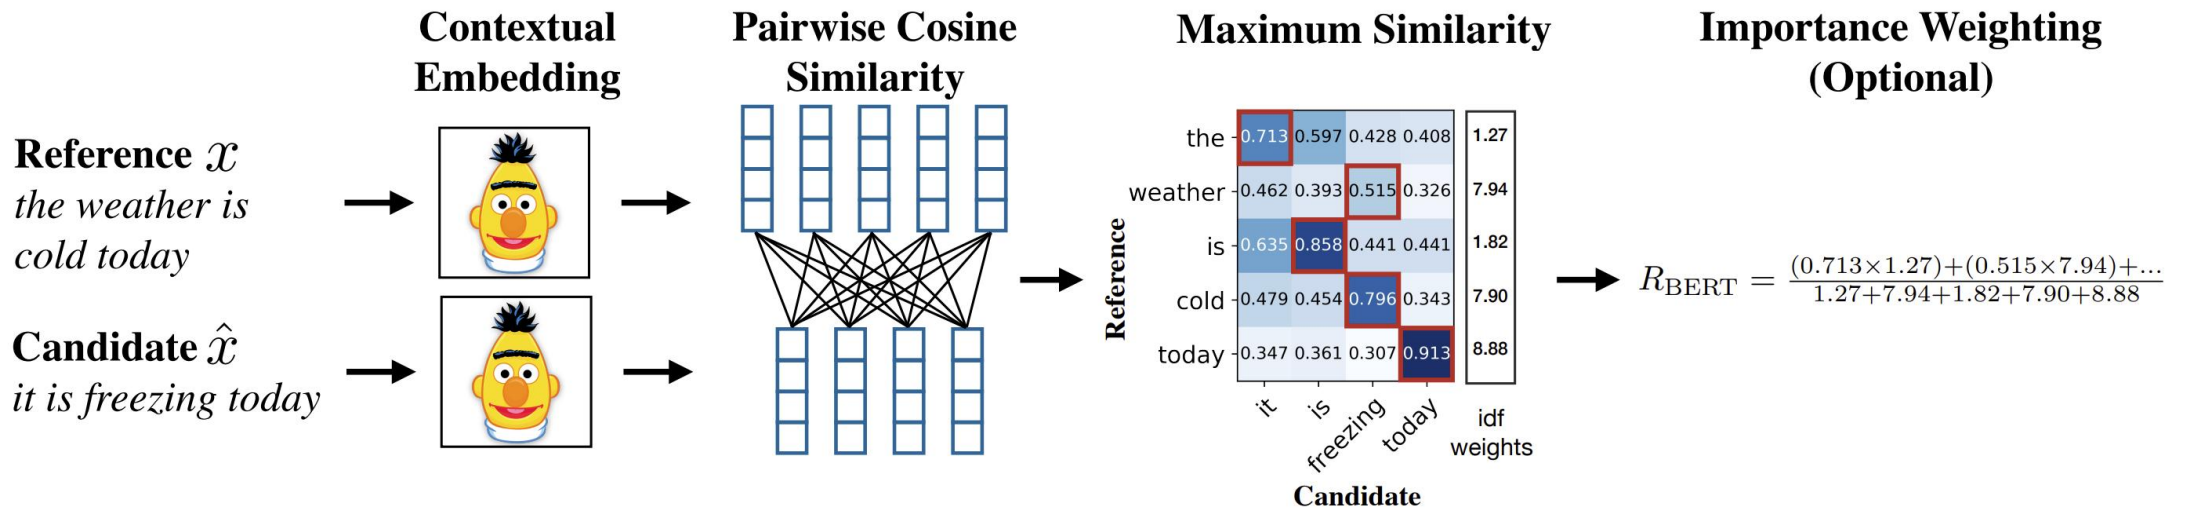 Contextual
Embedding
Pairwise Cosine
Similarity
Maximum Similarity
Importance Weighting
(Optional)
Reference x
the weather is
cold today
Candidate x̂
it is freezing today
Reference
the 0.713 0.597 0.428 0.408 1.27
weather 0.462 0.393 0.515 0.326 7.94
is 0.635 0.858 0.441 0.441 1.82
cold 0.479 0.454 0.796 0.343 7.90
today 0.347 0.361 0.307 0.913 8.88
it is freezing today
idf
weights
Candidate
R_BERT = (0.713×1.27)+(0.515×7.94)+...
1.27+7.94+1.82+7.90+8.88